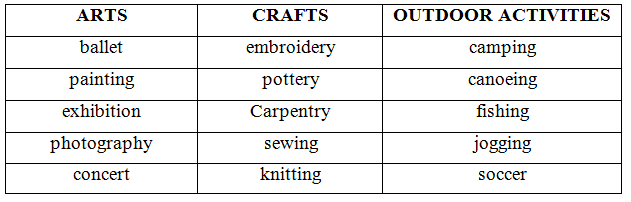 ARTS CRAFTS OUTDOOR ACTIVITIES
ballet embroidery camping
painting pottery canoeing
exhibition Carpentry fishing
photography sewing jogging
concert knitting soccer